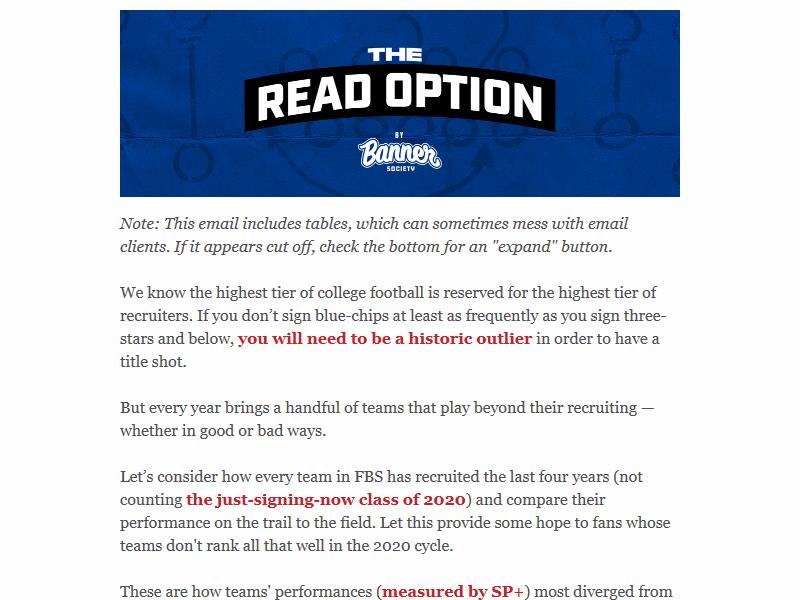 THE
READ OPTION
BY
Banner
SOCIETY
Note: This email includes tables, which can sometimes mess with email
clients. If it appears cut off, check the bottom for an "expand" button.
We know the highest tier of college football is reserved for the highest tier of
recruiters. If you don’t sign blue-chips at least as frequently as you sign three-
stars and below, you will need to be a historic outlier in order to have a
title shot.
But every year brings a handful of teams that play beyond their recruiting —
whether in good or bad ways.
Let’s consider how every team in FBS has recruited the last four years (not
counting the just-signing-now class of 2020) and compare their
performance on the trail to the field. Let this provide some hope to fans whose
teams don't rank all that well in the 2020 cycle.
These are how teams' performances (measured by SP+) most diverged from